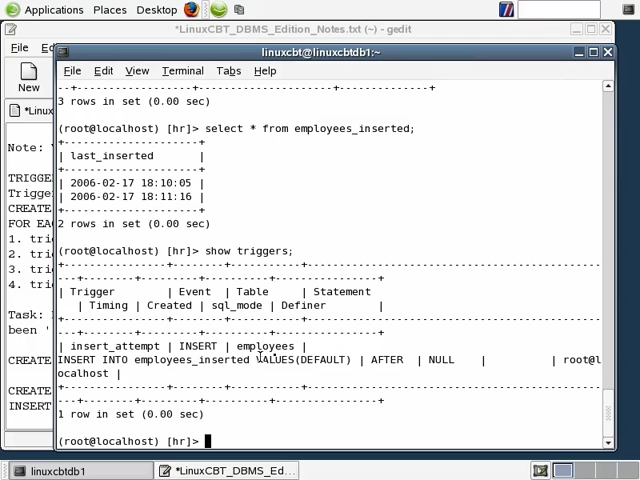 Applications Places Desktop
*LinuxCBT_DBMS_Edition_Notes.txt (~) - gedit
File Ed
New
*Linux
Note: V
TRIGGER
Trigger
CREATE
FOR EAC
1. tri
2. tri
3. tri
4. tri
Task: 
been '
CREATE
CREATE
INSERT
linuxcbt@linuxcbtdb1:~
File Edit View Terminal Tabs Help
--+--------------------+---------------------+--------------+
3 rows in set (0.00 sec)
(root@localhost) [hr]> select * from employees_inserted;
+---------------------+
| last_inserted       |
+---------------------+
| 2006-02-17 18:10:05 |
| 2006-02-17 18:11:16 |
+---------------------+
2 rows in set (0.00 sec)
(root@localhost) [hr]> show triggers;
+----------------+--------+-----------+----------------------------------------------
---+--------+---------+----------+----------------+
| Trigger        | Event  | Table     | Statement
   | Timing | Created | sql_mode | Definer        |
+----------------+--------+-----------+----------------------------------------------
---+--------+---------+----------+----------------+
| insert_attempt | INSERT | employees |
INSERT INTO employees_inserted VALUES(DEFAULT) | AFTER  | NULL    |          | root@l
ocalhost |
+----------------+--------+-----------+----------------------------------------------
---+--------+---------+----------+----------------+
1 row in set (0.00 sec)
(root@localhost) [hr]>
linuxcbtdb1
*LinuxCBT_DBMS_Ed...